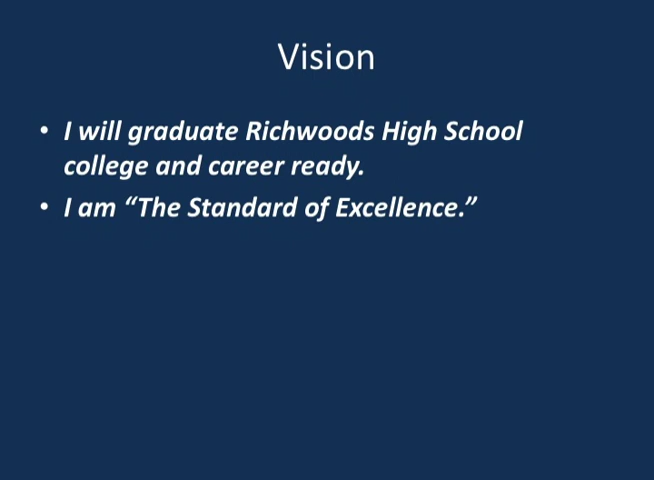 Vision
• I will graduate Richwoods High School
college and career ready.
• I am “The Standard of Excellence.”